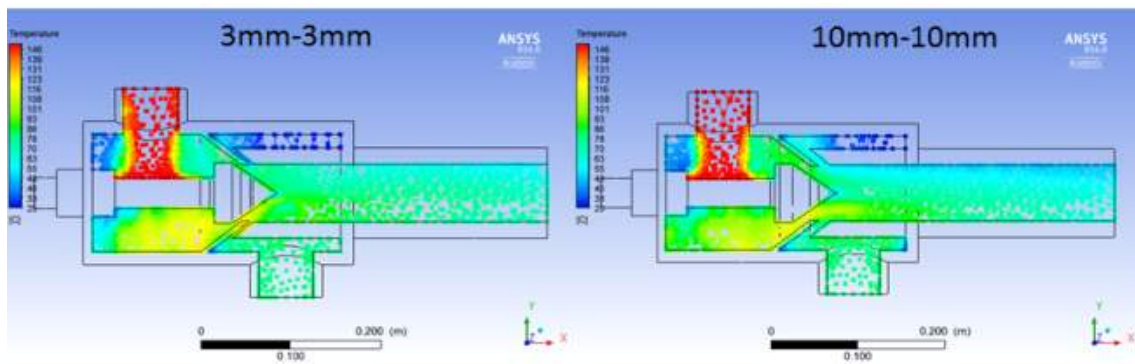 3mm-3mm
Temperature
146
139
131
123
116
108
101
93
86
78
70
63
55
48
40
33
25
[C]
ANSYS
0
0.200 (m)
0.100
Y
Z
X
10mm-10mm
Temperature
146
139
131
123
116
108
101
93
86
78
70
63
55
48
40
33
25
[C]
ANSYS
0
0.200 (m)
0.100
Y
Z
X